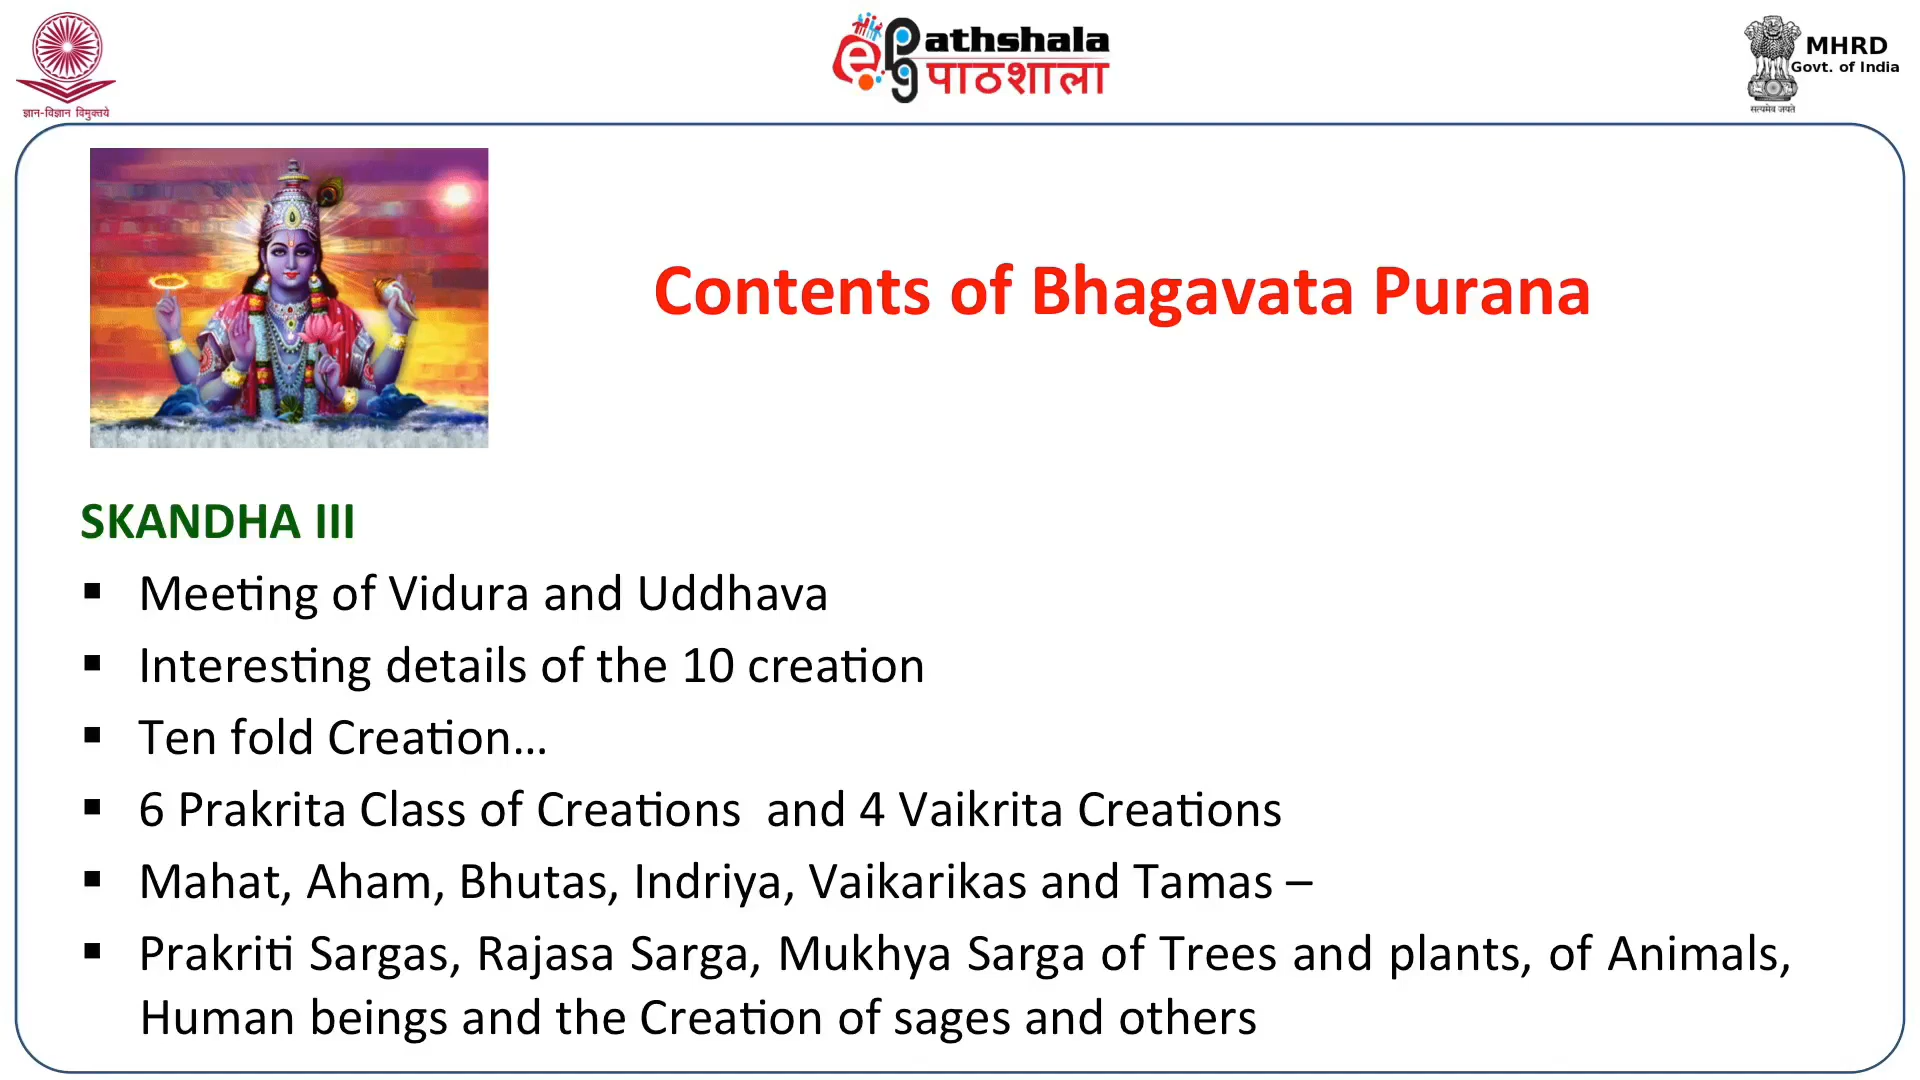 ज्ञान-विज्ञान विमुक्तये
ePG Pathshala
पाठशाला
MHRD
Govt. of India
सत्यमेव जयते
Contents of Bhagavata Purana
SKANDHA III
▪ Meeting of Vidura and Uddhava
▪ Interesting details of the 10 creation
▪ Ten fold Creation…
▪ 6 Prakrita Class of Creations and 4 Vaikrita Creations
▪ Mahat, Aham, Bhutas, Indriya, Vaikarikas and Tamas –
▪ Prakriti Sargas, Rajasa Sarga, Mukhya Sarga of Trees and plants, of Animals,
Human beings and the Creation of sages and others